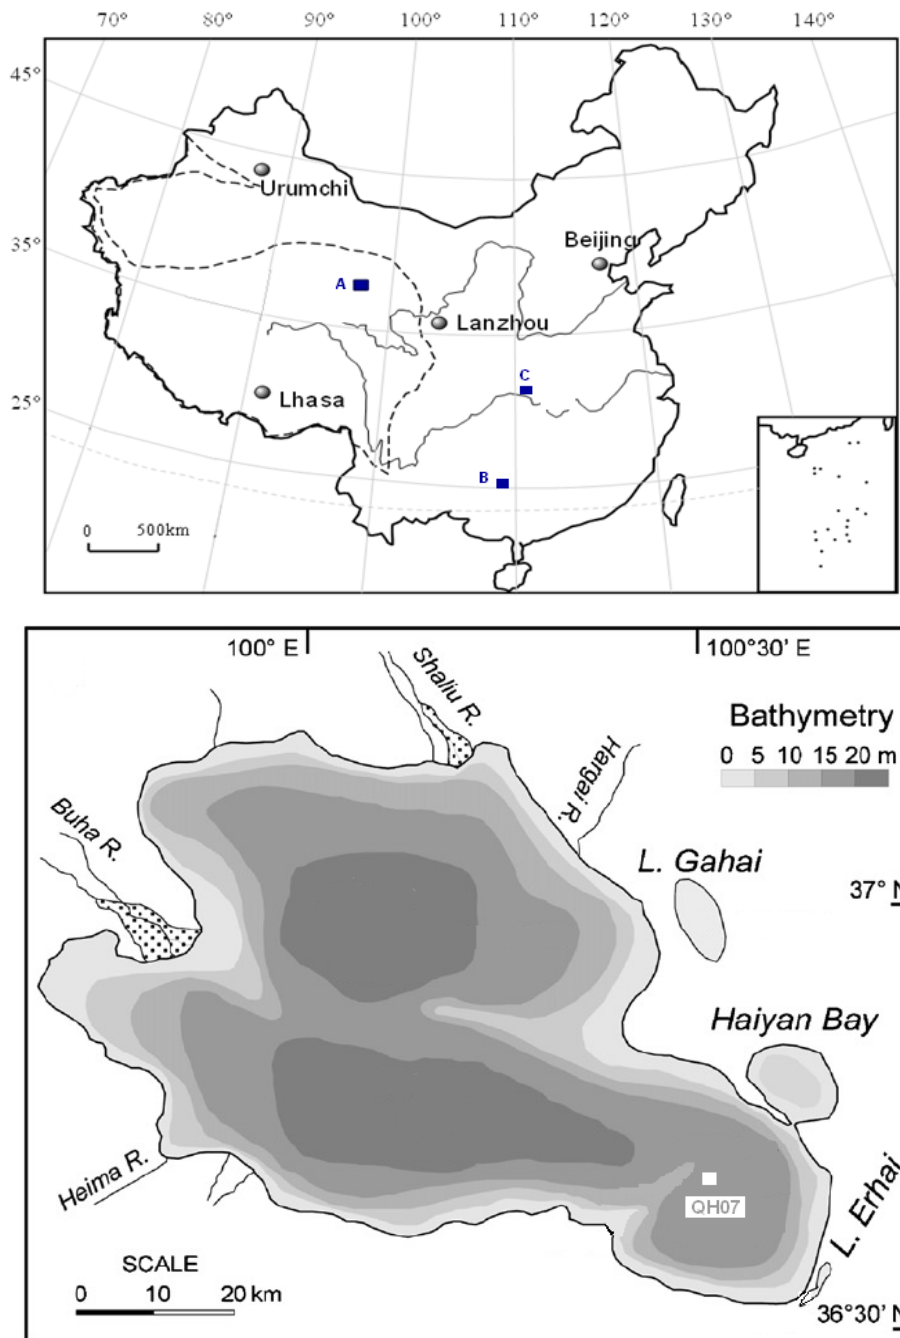 70° 80° 90° 100° 110° 120° 130° 140°
45°
35°
25°
Urumchi
Beijing
A
Lanzhou
C
Lhasa
B
0 500km
100° E 100°30' E
Shaliu R.
Bathymetry
0 5 10 15 20 m
Hargai R.
Buha R.
L. Gahai
37° N
Haiyan Bay
Heima R.
QH07
L. Erhai
SCALE
0 10 20 km
36°30' N